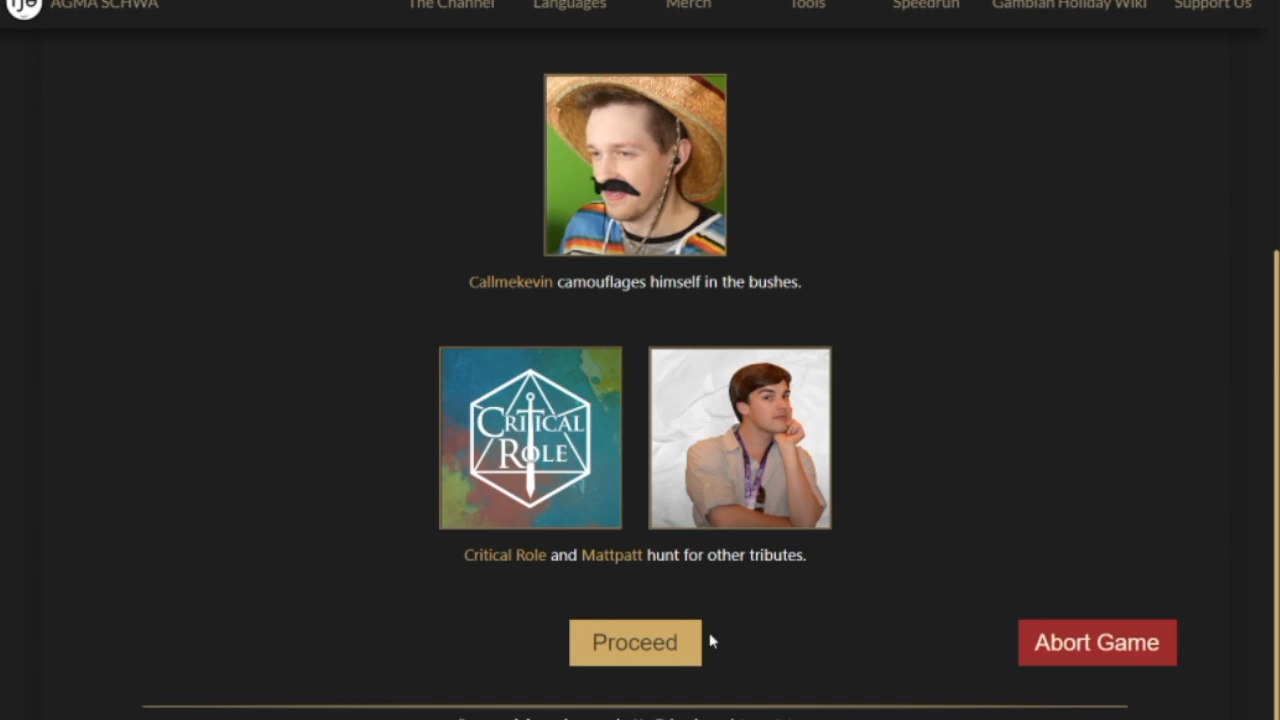 AGMA SCHWA
The Channel
Languages
Merch
Tools
Speedrun
Gambian Holiday Wiki
Support Us
Callmekevin camouflages himself in the bushes.
CRITICAL
ROLE
Critical Role and Mattpatt hunt for other tributes.
Proceed
Abort Game